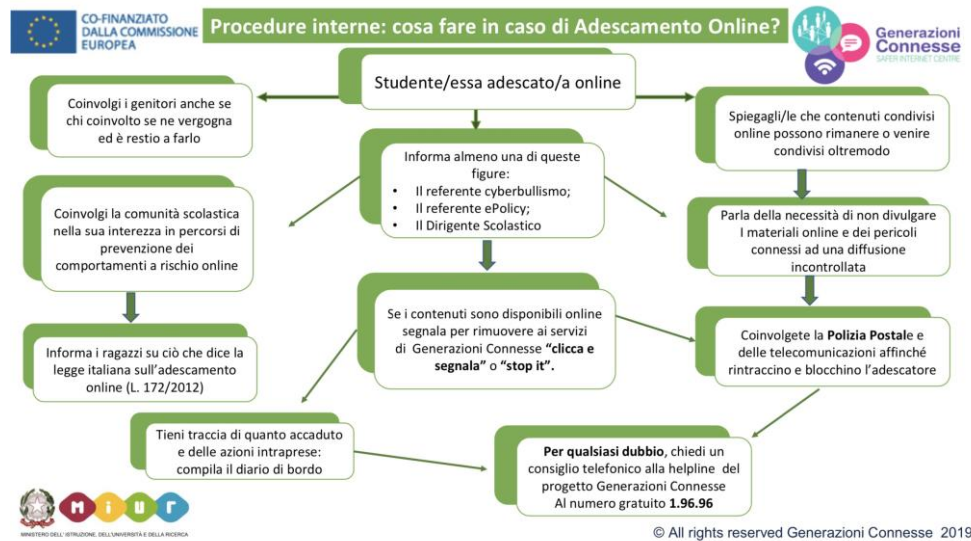 CO-FINANZIATO
DALLA COMMISSIONE
EUROPEA
Procedure interne: cosa fare in caso di Adescamento Online?
Generazioni
Connesse
SAFER INTERNET CENTRE
Studente/essa adescato/a online
Coinvolgi i genitori anche se
chi coinvolto se ne vergogna
ed è restio a farlo
Informa almeno una di queste
figure:
• Il referente cyberbullismo;
• Il referente ePolicy;
• Il Dirigente Scolastico
Spiegagli/le che contenuti condivisi
online possono rimanere o venire
condivisi oltremodo
Coinvolgi la comunità scolastica
nella sua interezza in percorsi di
prevenzione dei
comportamenti a rischio online
Parla della necessità di non divulgare
I materiali online e dei pericoli
connessi ad una diffusione
incontrollata
Se i contenuti sono disponibili online
segnala per rimuovere ai servizi
di Generazioni Connesse “clicca e
segnala” o “stop it”.
Informa i ragazzi su ciò che dice la
legge italiana sull’adescamento
online (L. 172/2012)
Coinvolgete la Polizia Postale e
delle telecomunicazioni affinché
rintraccino e blocchino l’adescatore
Tieni traccia di quanto accaduto
e delle azioni intraprese:
compila il diario di bordo
Per qualsiasi dubbio, chiedi un
consiglio telefonico alla helpline del
progetto Generazioni Connesse
Al numero gratuito 1.96.96
miur
MINISTERO DELL' ISTRUZIONE, DELL'UNIVERSITÀ E DELLA RICERCA
© All rights reserved Generazioni Connesse 2019